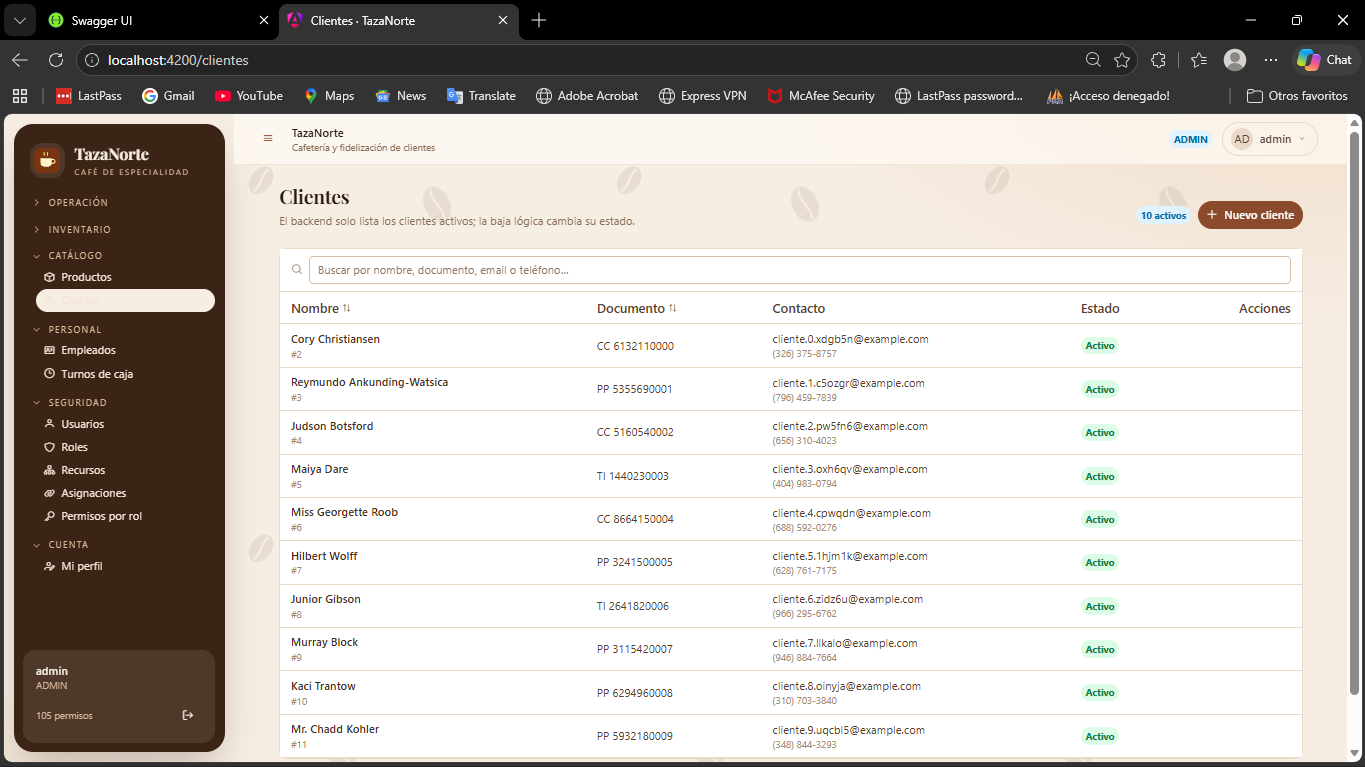 Swagger UI
Clientes · TazaNorte
localhost:4200/clientes
Chat
LastPass
Gmail
YouTube
Maps
News
Translate
Adobe Acrobat
Express VPN
McAfee Security
LastPass password...
¡Acceso denegado!
Otros favoritos
TazaNorte
CAFÉ DE ESPECIALIDAD
OPERACIÓN
INVENTARIO
CATÁLOGO
Productos
Clientes
PERSONAL
Empleados
Turnos de caja
SEGURIDAD
Usuarios
Roles
Recursos
Asignaciones
Permisos por rol
CUENTA
Mi perfil
admin
ADMIN
105 permisos
TazaNorte
Cafetería y fidelización de clientes
ADMIN
AD admin
Clientes
El backend solo lista los clientes activos; la baja lógica cambia su estado.
10 activos
+ Nuevo cliente
Buscar por nombre, documento, email o teléfono...
Nombre Documento Contacto Estado Acciones
Cory Christiansen
#2
CC 6132110000
cliente.0.xdgb5n@example.com
(326) 375-8757
Activo
Reymundo Ankunding-Watsica
#3
PP 5355690001
cliente.1.c5ozgr@example.com
(796) 459-7839
Activo
Judson Botsford
#4
CC 5160540002
cliente.2.pw5fn6@example.com
(656) 310-4023
Activo
Maiya Dare
#5
TI 1440230003
cliente.3.oxh6qv@example.com
(404) 983-0794
Activo
Miss Georgette Roob
#6
CC 8664150004
cliente.4.cpwqdn@example.com
(688) 592-0276
Activo
Hilbert Wolff
#7
PP 3241500005
cliente.5.1hjm1k@example.com
(628) 761-7175
Activo
Junior Gibson
#8
TI 2641820006
cliente.6.zidz6u@example.com
(966) 295-6762
Activo
Murray Block
#9
PP 3115420007
cliente.7.llkalo@example.com
(946) 884-7664
Activo
Kaci Trantow
#10
PP 6294960008
cliente.8.oinyja@example.com
(310) 703-3840
Activo
Mr. Chadd Kohler
#11
PP 5932180009
cliente.9.uqcbl5@example.com
(348) 844-3293
Activo